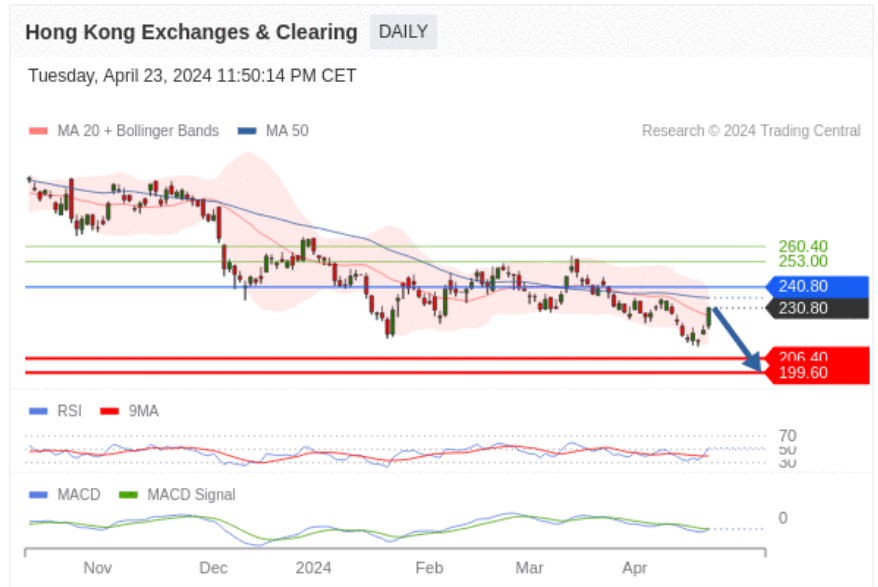 Hong Kong Exchanges & Clearing DAILY
Tuesday, April 23, 2024 11:50:14 PM CET
MA 20 + Bollinger Bands MA 50 Research © 2024 Trading Central
260.40
253.00
240.80
230.80
206.40
199.60
RSI 9MA
70
50
30
MACD MACD Signal
0
Nov Dec 2024 Feb Mar Apr